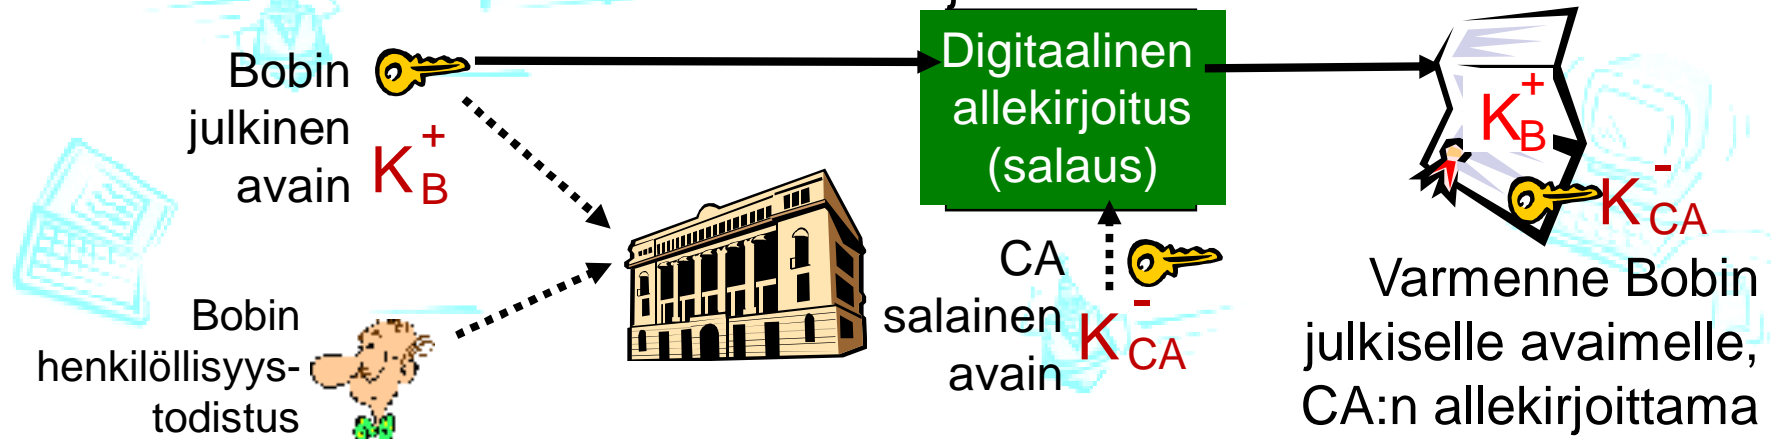 Bobin
julkinen
avain
K B +
Bobin
henkilöllisyys-
todistus
Digitaalinen
allekirjoitus
(salaus)
CA
salainen
avain
K CA -
K B +
K CA -
Varmenne Bobin
julkiselle avaimelle,
CA:n allekirjoittama